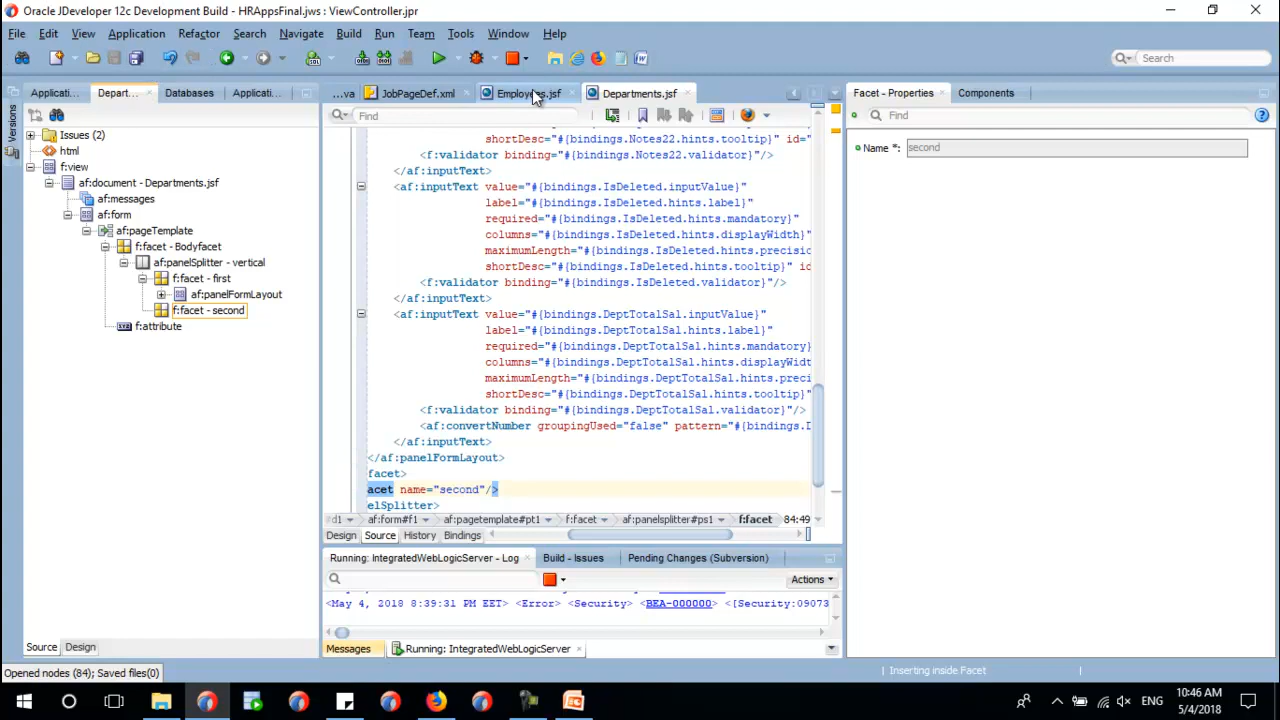 Oracle JDeveloper 12c Development Build - HRAppsFinal.jws : ViewController.jpr
File Edit View Application Refactor Search Navigate Build Run Team Tools Window Help
Search
Applicati... Depart... Databases Applicati...
...va JobPageDef.xml Employees.jsf Departments.jsf
Facet - Properties Components
Versions
Find
Find
Issues (2)
html
f:view
af:document - Departments.jsf
af:messages
af:form
af:pageTemplate
f:facet - Bodyfacet
af:panelSplitter - vertical
f:facet - first
af:panelFormLayout
f:facet - second
f:attribute
shortDesc="#{bindings.Notes22.hints.tooltip}" id="
<f:validator binding="#{bindings.Notes22.validator}"/>
</af:inputText>
<af:inputText value="#{bindings.IsDeleted.inputValue}"
label="#{bindings.IsDeleted.hints.label}"
required="#{bindings.IsDeleted.hints.mandatory}"
columns="#{bindings.IsDeleted.hints.displayWidth}"
maximumLength="#{bindings.IsDeleted.hints.precisio
shortDesc="#{bindings.IsDeleted.hints.tooltip}" id
<f:validator binding="#{bindings.IsDeleted.validator}"/>
</af:inputText>
<af:inputText value="#{bindings.DeptTotalSal.inputValue}"
label="#{bindings.DeptTotalSal.hints.label}"
required="#{bindings.DeptTotalSal.hints.mandatory}
columns="#{bindings.DeptTotalSal.hints.displayWidt
maximumLength="#{bindings.DeptTotalSal.hints.preci
shortDesc="#{bindings.DeptTotalSal.hints.tooltip}"
<f:validator binding="#{bindings.DeptTotalSal.validator}"/>
<af:convertNumber groupingUsed="false" pattern="#{bindings.D
</af:inputText>
</af:panelFormLayout>
facet>
acet name="second"/>
elSplitter>
#d1 af:form#f1 af:pagetemplate#pt1 f:facet af:panelsplitter#ps1 f:facet 84:49
Design Source History Bindings
Name *: second
Running: IntegratedWebLogicServer - Log Build - Issues Pending Changes (Subversion)
Actions
<May 4, 2018 8:39:31 PM EET> <Error> <Security> <BEA-000000> <[Security:09073
Messages Running: IntegratedWebLogicServer
Source Design
Opened nodes (84); Saved files(0)
Inserting inside Facet
ENG
10:46 AM
5/4/2018